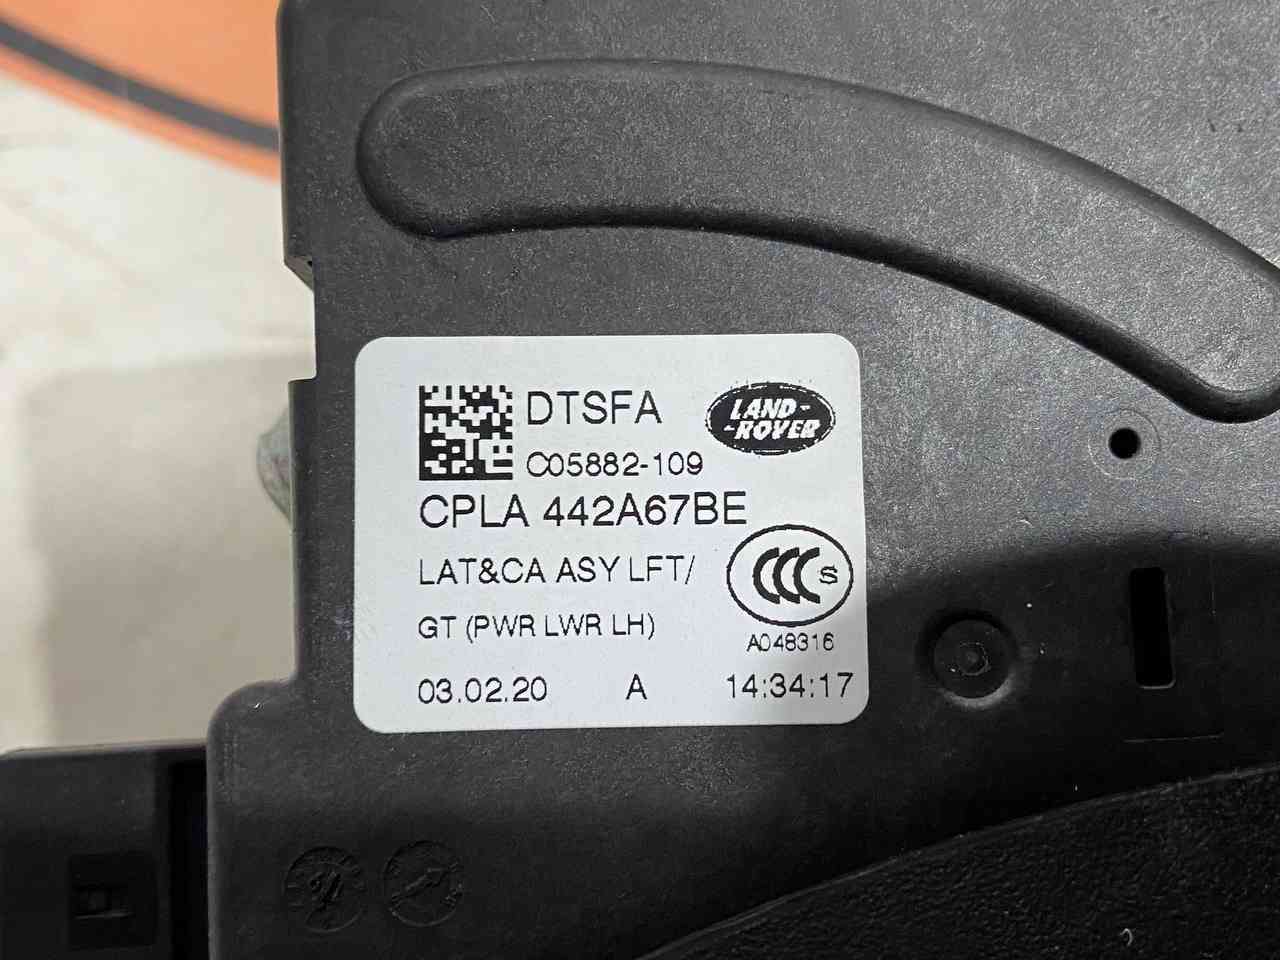 DTSFA
LAND-
-ROVER
C05882-109
CPLA 442A67BE
LAT&CA ASY LFT/
CCC S
GT (PWR LWR LH)
A048316
03.02.20 A 14:34:17